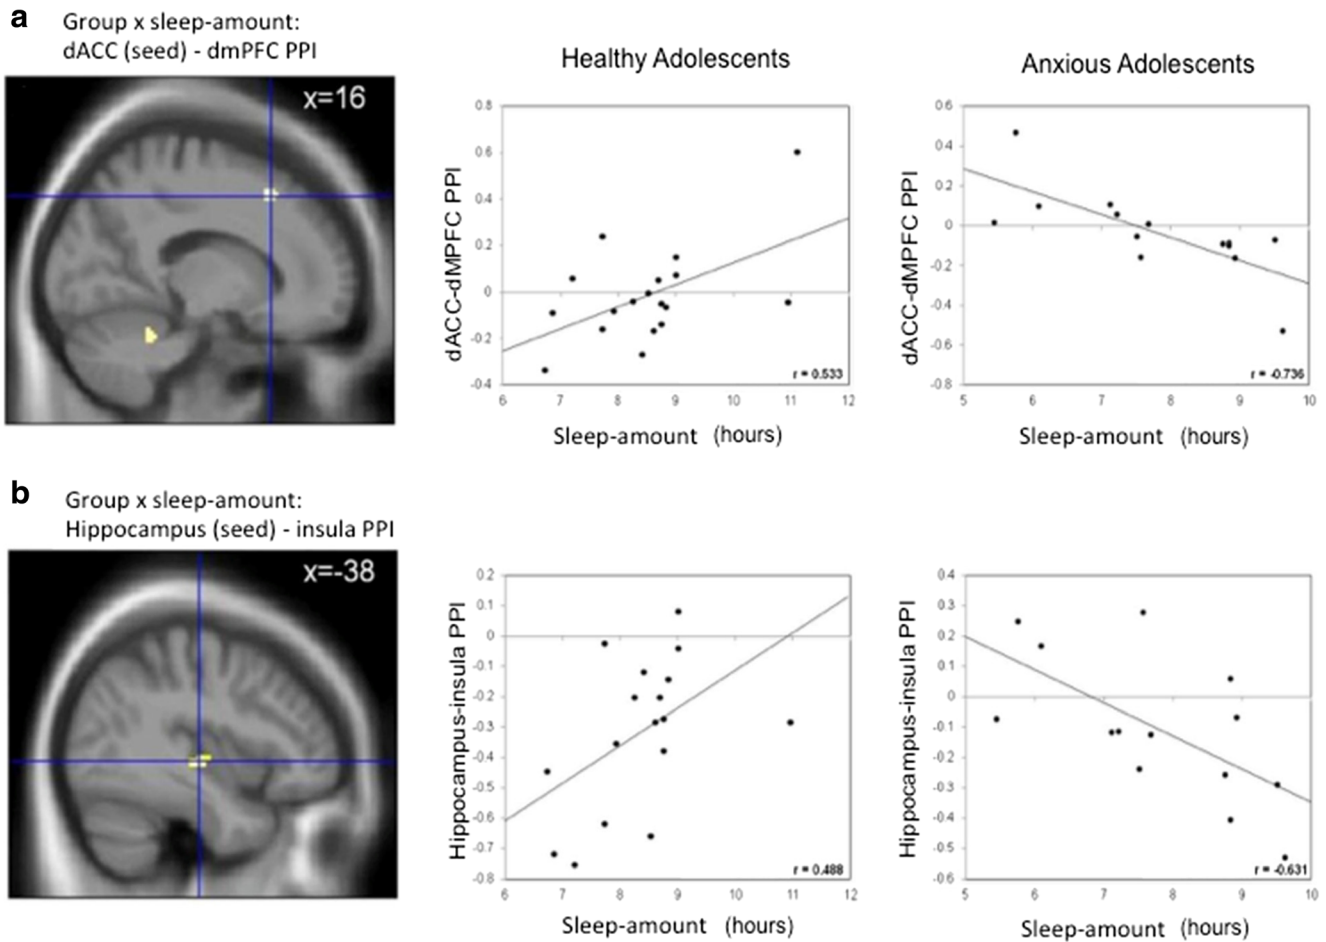 a
Group x sleep-amount:
dACC (seed) - dmPFC PPI
x=16
Healthy Adolescents
dACC-dMPFC PPI
0.8
0.6
0.4
0.2
0
-0.2
-0.4
6 7 8 9 10 11 12
r = 0.533
Sleep-amount (hours)
Anxious Adolescents
dACC-dMPFC PPI
0.6
0.4
0.2
0
-0.2
-0.4
-0.6
-0.8
5 6 7 8 9 10
r = -0.736
Sleep-amount (hours)
b
Group x sleep-amount:
Hippocampus (seed) - insula PPI
x=-38
Hippocampus-insula PPI
0.2
0.1
0
-0.1
-0.2
-0.3
-0.4
-0.5
-0.6
-0.7
-0.8
6 7 8 9 10 11 12
r = 0.488
Sleep-amount (hours)
Hippocampus-insula PPI
0.4
0.3
0.2
0.1
0
-0.1
-0.2
-0.3
-0.4
-0.5
-0.6
5 6 7 8 9 10
r = -0.631
Sleep-amount (hours)